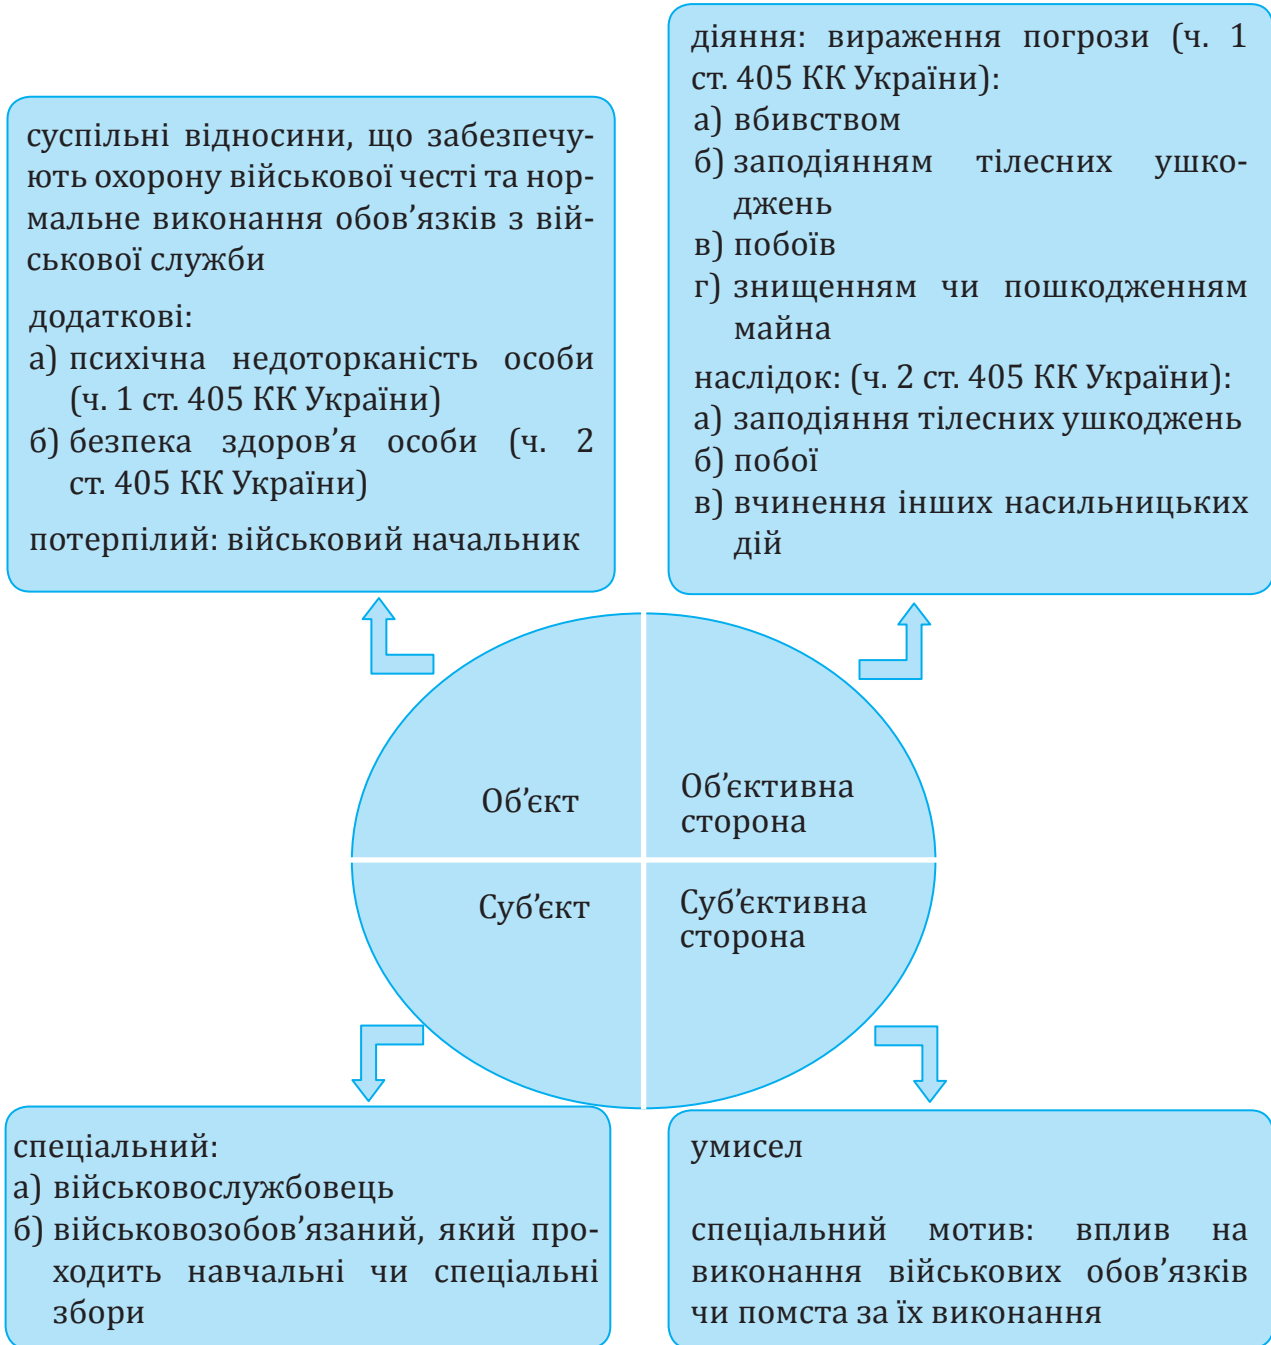 суспільні відносини, що забезпечу-
ють охорону військової честі та нор-
мальне виконання обов’язків з вій-
ськової служби
додаткові:
а) психічна недоторканість особи
(ч. 1 ст. 405 КК України)
б) безпека здоров’я особи (ч. 2
ст. 405 КК України)
потерпілий: військовий начальник
діяння: вираження погрози (ч. 1
ст. 405 КК України):
а) вбивством
б) заподіянням тілесних ушко-
джень
в) побоїв
г) знищенням чи пошкодженням
майна
наслідок: (ч. 2 ст. 405 КК України):
а) заподіяння тілесних ушкоджень
б) побої
в) вчинення інших насильницьких
дій
Об’єкт
Об’єктивна
сторона
Суб’єкт
Суб’єктивна
сторона
спеціальний:
а) військовослужбовець
б) військовозобов’язаний, який про-
ходить навчальні чи спеціальні
збори
умисел
спеціальний мотив: вплив на
виконання військових обов’язків
чи помста за їх виконання